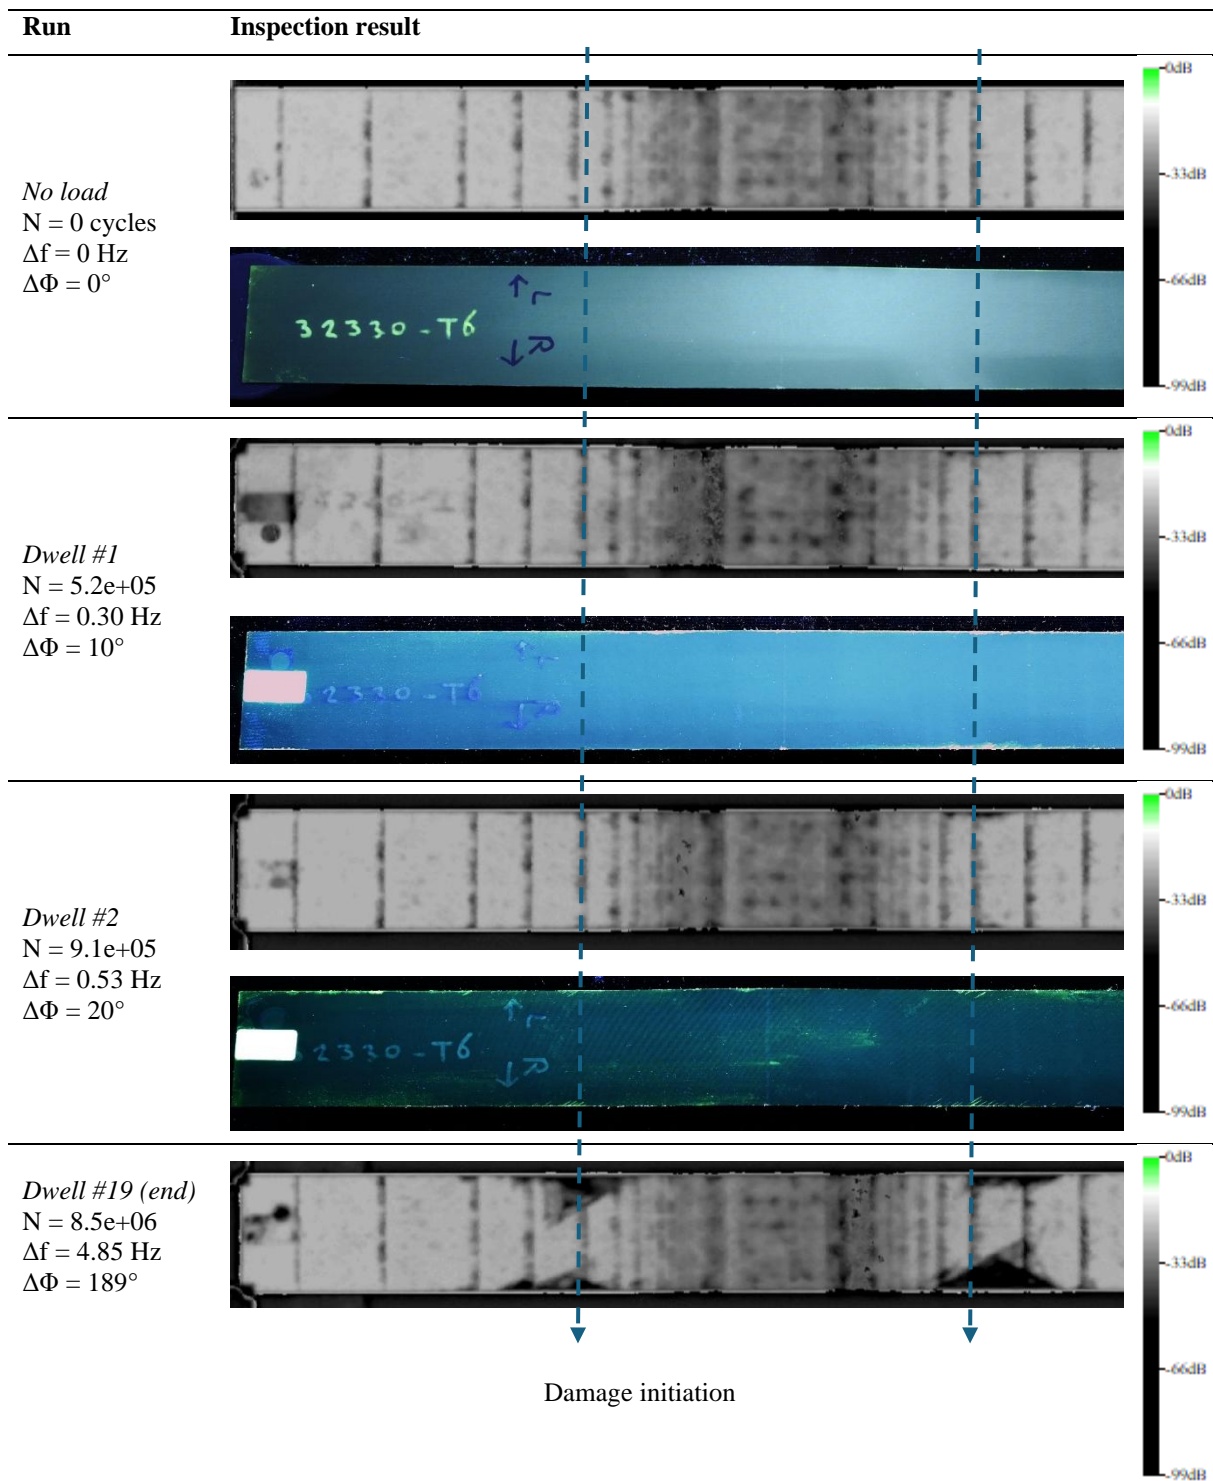 Run Inspection result
No load
N = 0 cycles
Δf = 0 Hz
ΔΦ = 0°
0dB
-33dB
-66dB
-99dB
↑ L
32330-T6
↓ R
Dwell #1
N = 5.2e+05
Δf = 0.30 Hz
ΔΦ = 10°
0dB
-33dB
-66dB
-99dB
32330-T6
↓ R
Dwell #2
N = 9.1e+05
Δf = 0.53 Hz
ΔΦ = 20°
0dB
-33dB
-66dB
-99dB
↑ L
32330-T6
↓ R
Dwell #19 (end)
N = 8.5e+06
Δf = 4.85 Hz
ΔΦ = 189°
0dB
-33dB
-66dB
-99dB
Damage initiation